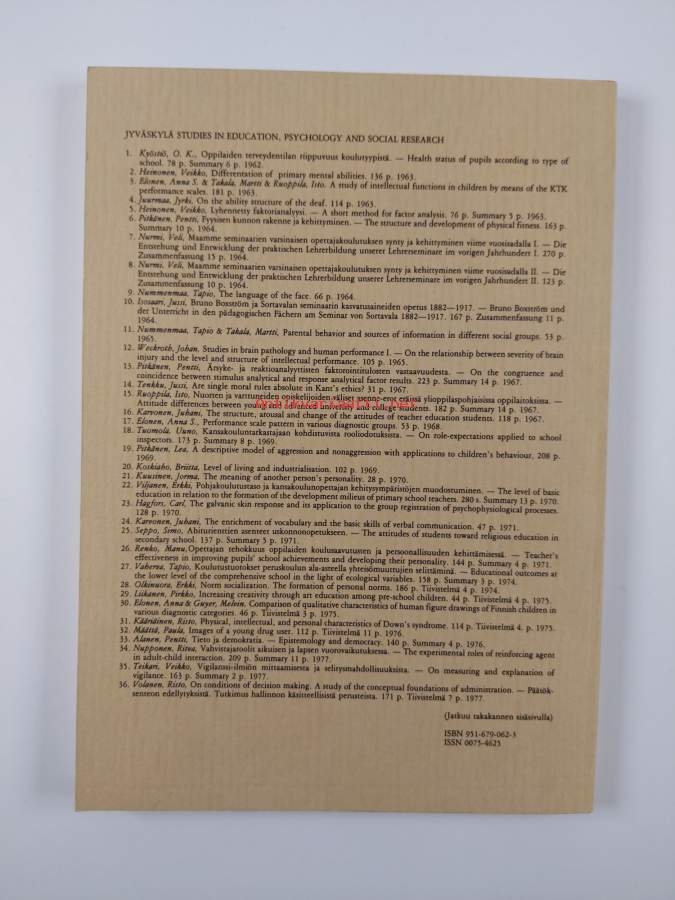 JYVÄSKYLÄ STUDIES IN EDUCATION, PSYCHOLOGY AND SOCIAL RESEARCH
1. Kyöstiö, O. K., Oppilaiden terveydentilan riippuvuus koulutyypistä. — Health status of pupils according to type of
school. 78 p. Summary 6 p. 1962.
2. Heinonen, Veikko, Differentation of primary mental abilities. 136 p. 1963.
3. Elonen, Anna S. & Takala, Martti & Ruoppila, Isto. A study of intellectual functions in children by means of the KTK
performance scales. 181 p. 1963.
4. Juurmaa, Jyrki. On the ability structure of the deaf. 114 p. 1963.
5. Heinonen, Veikko, Lyhennetty faktorianalyysi. — A short method for factor analysis. 76 p. Summary 5 p. 1963.
6. Pitkänen, Pentti, Fyysisen kunnon rakenne ja kehittyminen. — The structure and development of physical fitness. 163 p.
Summary 10 p. 1964.
7. Nurmi, Veli, Maamme seminaarien varsinaisen opettajakoulutuksen synty ja kehittyminen viime vuosisadalla I. — Die
Entstehung und Entwicklung der praktischen Lehrerbildung unserer Lehrerseminare im vorigen Jahrhundert I. 270 p.
Zusammenfassung 15 p. 1964.
8. Nurmi, Veli, Maamme seminaarien varsinaisen opettajakoulutuksen synty ja kehittyminen viime vuosisadalla II. — Die
Entstehung und Entwicklung der praktischen Lehrerbildung unserer Lehrerseminare im vorigen Jahrhundert II. 123 p.
Zusammenfassung 10 p. 1964.
9. Nummenmaa, Tapio, The language of the face. 66 p. 1964.
10. Isosaari, Jussi, Bruno Boxström ja Sortavalan seminaarin kasvatusaineiden opetus 1882—1917. — Bruno Boxström und
der Unterricht in den pädagogischen Fächern am Seminar von Sortavala 1882—1917. 167 p. Zusammenfassung 11 p.
1964.
11. Nummenmaa, Tapio & Takala, Martti, Parental behavior and sources of information in different social groups. 53 p.
1965.
12. Weckroth, Johan, Studies in brain pathology and human performance I. — On the relationship between severity of brain
injury and the level and structure of intellectual performance. 105 p. 1965.
13. Pitkänen, Pentti, Ärsyke- ja reaktioanalyyttisten faktorointitulosten vastaavuudesta. — On the congruence and
coincidence between stimulus analytical and response analytical factor results. 223 p. Summary 14 p. 1967.
14. Tenkku, Jussi, Are single moral rules absolute in Kant's ethics? 31 p. 1967.
15. Ruoppila, Isto, Nuorten ja varttuneiden opiskelijoiden väliset asenne-erot eräissä ylioppilaspohjaisissa oppilaitoksissa. —
Attitude differences between young and advanced university and college students. 182 p. Summary 14 p. 1967.
16. Karvonen, Juhani, The structure, arousal and change of the attitudes of teacher education students. 118 p. 1967.
17. Elonen, Anna S., Performance scale pattern in various diagnostic groups. 53 p. 1968.
18. Tuomola, Uuno, Kansakouluntarkastajaan kohdistuvista rooliodotuksista. — On role-expectations applied to school
inspectors. 173 p. Summary 8 p. 1969.
19. Pitkänen, Lea, A descriptive model of aggression and nonaggression with applications to children's behaviour, 208 p.
1969.
20. Koskiaho, Briitta, Level of living and industrialisation. 102 p. 1969.
21. Kuusinen, Jorma, The meaning of another person's personality. 28 p. 1970.
22. Viljanen, Erkki, Pohjakoulutustaso ja kansakoulunopettajan kehitysympäristöjen muodostuminen. — The level of basic
education in relation to the formation of the development milieus of primary school teachers. 280 s. Summary 13 p. 1970.
23. Hagfors, Carl, The galvanic skin response and its application to the group registration of psychophysiological processes.
128 p. 1970.
24. Karvonen, Juhani, The enrichment of vocabulary and the basic skills of verbal communication. 47 p. 1971.
25. Seppo, Simo, Abiturienttien asenteet uskonnonopetukseen. — The attitudes of students toward religious education in
secondary school. 137 p. Summary 5 p. 1971.
26. Renko, Manu, Opettajan tehokkuus oppilaiden koulusaavutusten ja persoonallisuuden kehittämisessä. — Teacher's
effectiveness in improving pupils' school achievements and developing their personality. 144 p. Summary 4 p. 1971.
27. Vaherva, Tapio, Koulutustuotokset peruskoulun ala-asteella yhteisömuuttujien selittäminä. — Educational outcomes at
the lower level of the comprehensive school in the light of ecological variables. 158 p. Summary 3 p. 1974.
28. Olkinuora, Erkki, Norm socialization. The formation of personal norms. 186 p. Tiivistelmä 4 p. 1974.
29. Liikanen, Pirkko, Increasing creativity through art education among pre-school children. 44 p. Tiivistelmä 4 p. 1975.
30. Elonen, Anna & Guyer, Melvin, Comparison of qualitative characteristics of human figure drawings of Finnish children in
various diagnostic categories. 46 p. Tiivistelmä 3 p. 1975.
31. Kääriäinen, Risto, Physical, intellectual, and personal characteristics of Down's syndrome. 114 p. Tiivistelmä 4. p. 1975.
32. Määttä, Paula, Images of a young drug user. 112 p. Tiivistelmä 11 p. 1976.
33. Alanen, Pentti, Tieto ja demokratia. — Epistemology and democracy. 140 p. Summary 4 p. 1976.
34. Nupponen, Riitva, Vahvistajaroolit aikuisen ja lapsen vuorovaikutuksessa. — The experimental roles of reinforcing agent
in adult-child interaction. 209 p. Summary 11 p. 1977.
35. Teikari, Veikko, Vigilanssi-ilmiön mittaamisesta ja selitysmahdollisuuksista. — On measuring and explanation of
vigilance. 163 p. Summary 2 p. 1977.
36. Volanen, Risto, On conditions of decision making. A study of the conceptual foundations of administration. — Päätök-
senteon edellytyksistä. Tutkimus hallinnon käsitteellisistä perusteista. 171 p. Tiivistelmä 7 p. 1977.
(Jatkuu takakannen sisäsivulla)
ISBN 951-679-062-3
ISSN 0075-4625